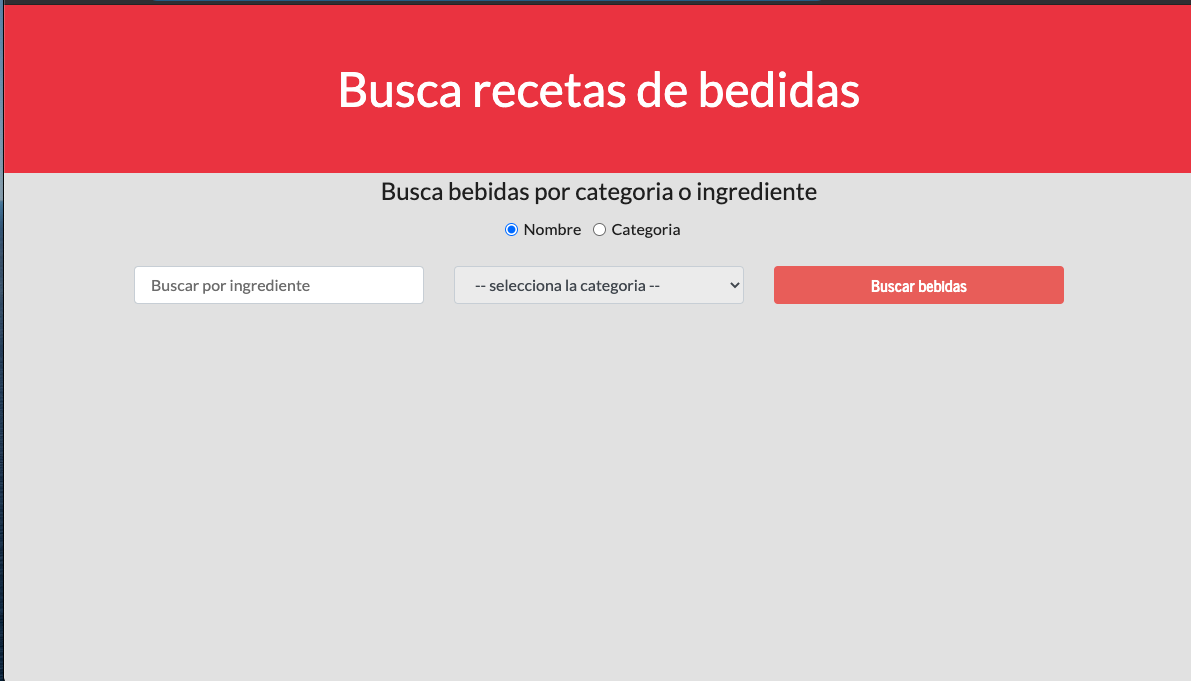 Busca recetas de bedidas
Busca bebidas por categoria o ingrediente
Nombre Categoria
Buscar por ingrediente -- selecciona la categoria -- Buscar bebidas